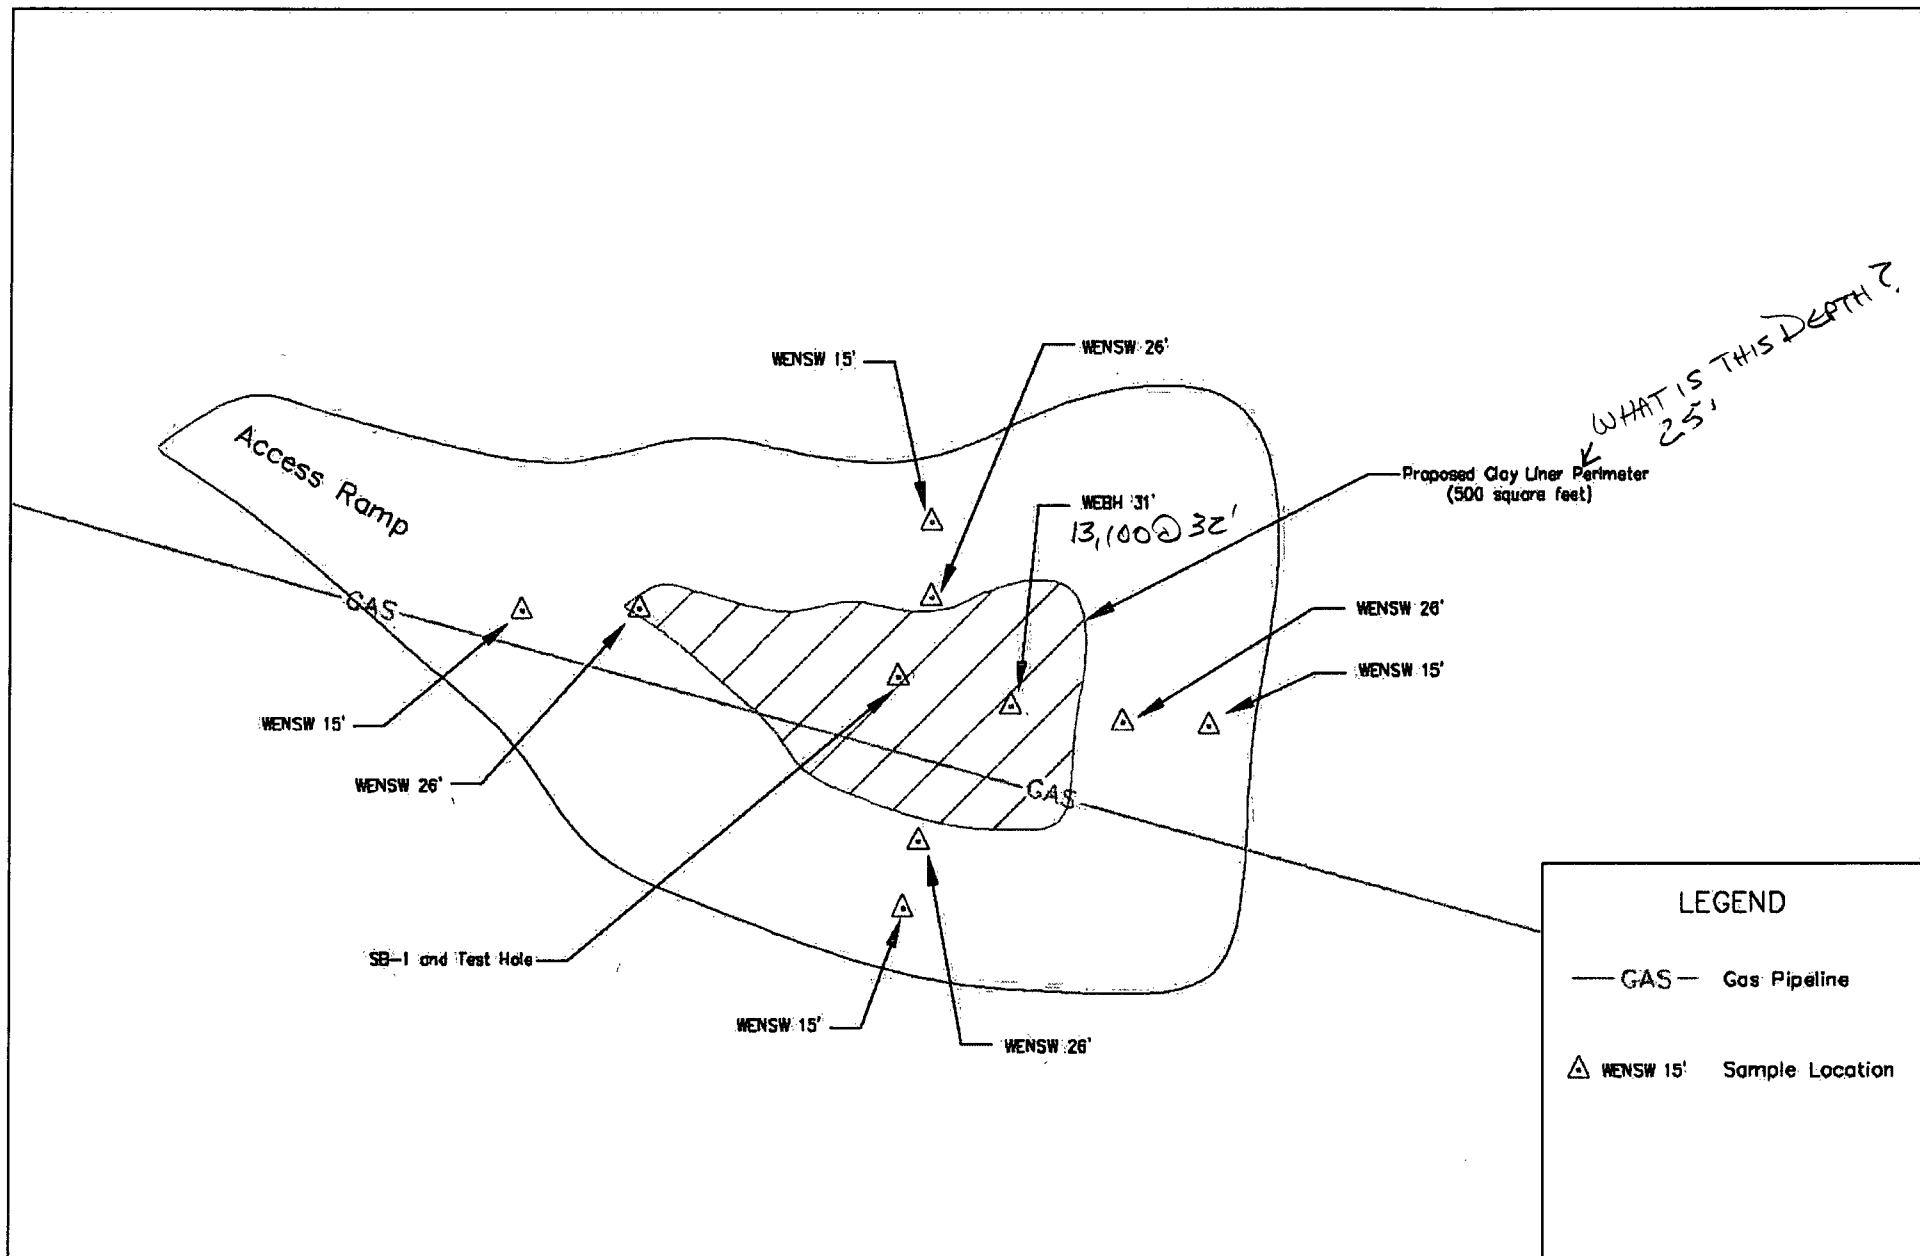 WHAT IS THIS DEPTH?
25'
WENSW 15'
WENSW 26'
Access Ramp
Proposed Clay Liner Perimeter
(500 square feet)
WEBH 31'
13,100 @ 32'
GAS
WENSW 26'
WENSW 15'
WENSW 15'
WENSW 26'
GAS
SB-1 and Test Hole
WENSW 15'
WENSW 26'
LEGEND
GAS Gas Pipeline
WENSW 15' Sample Location